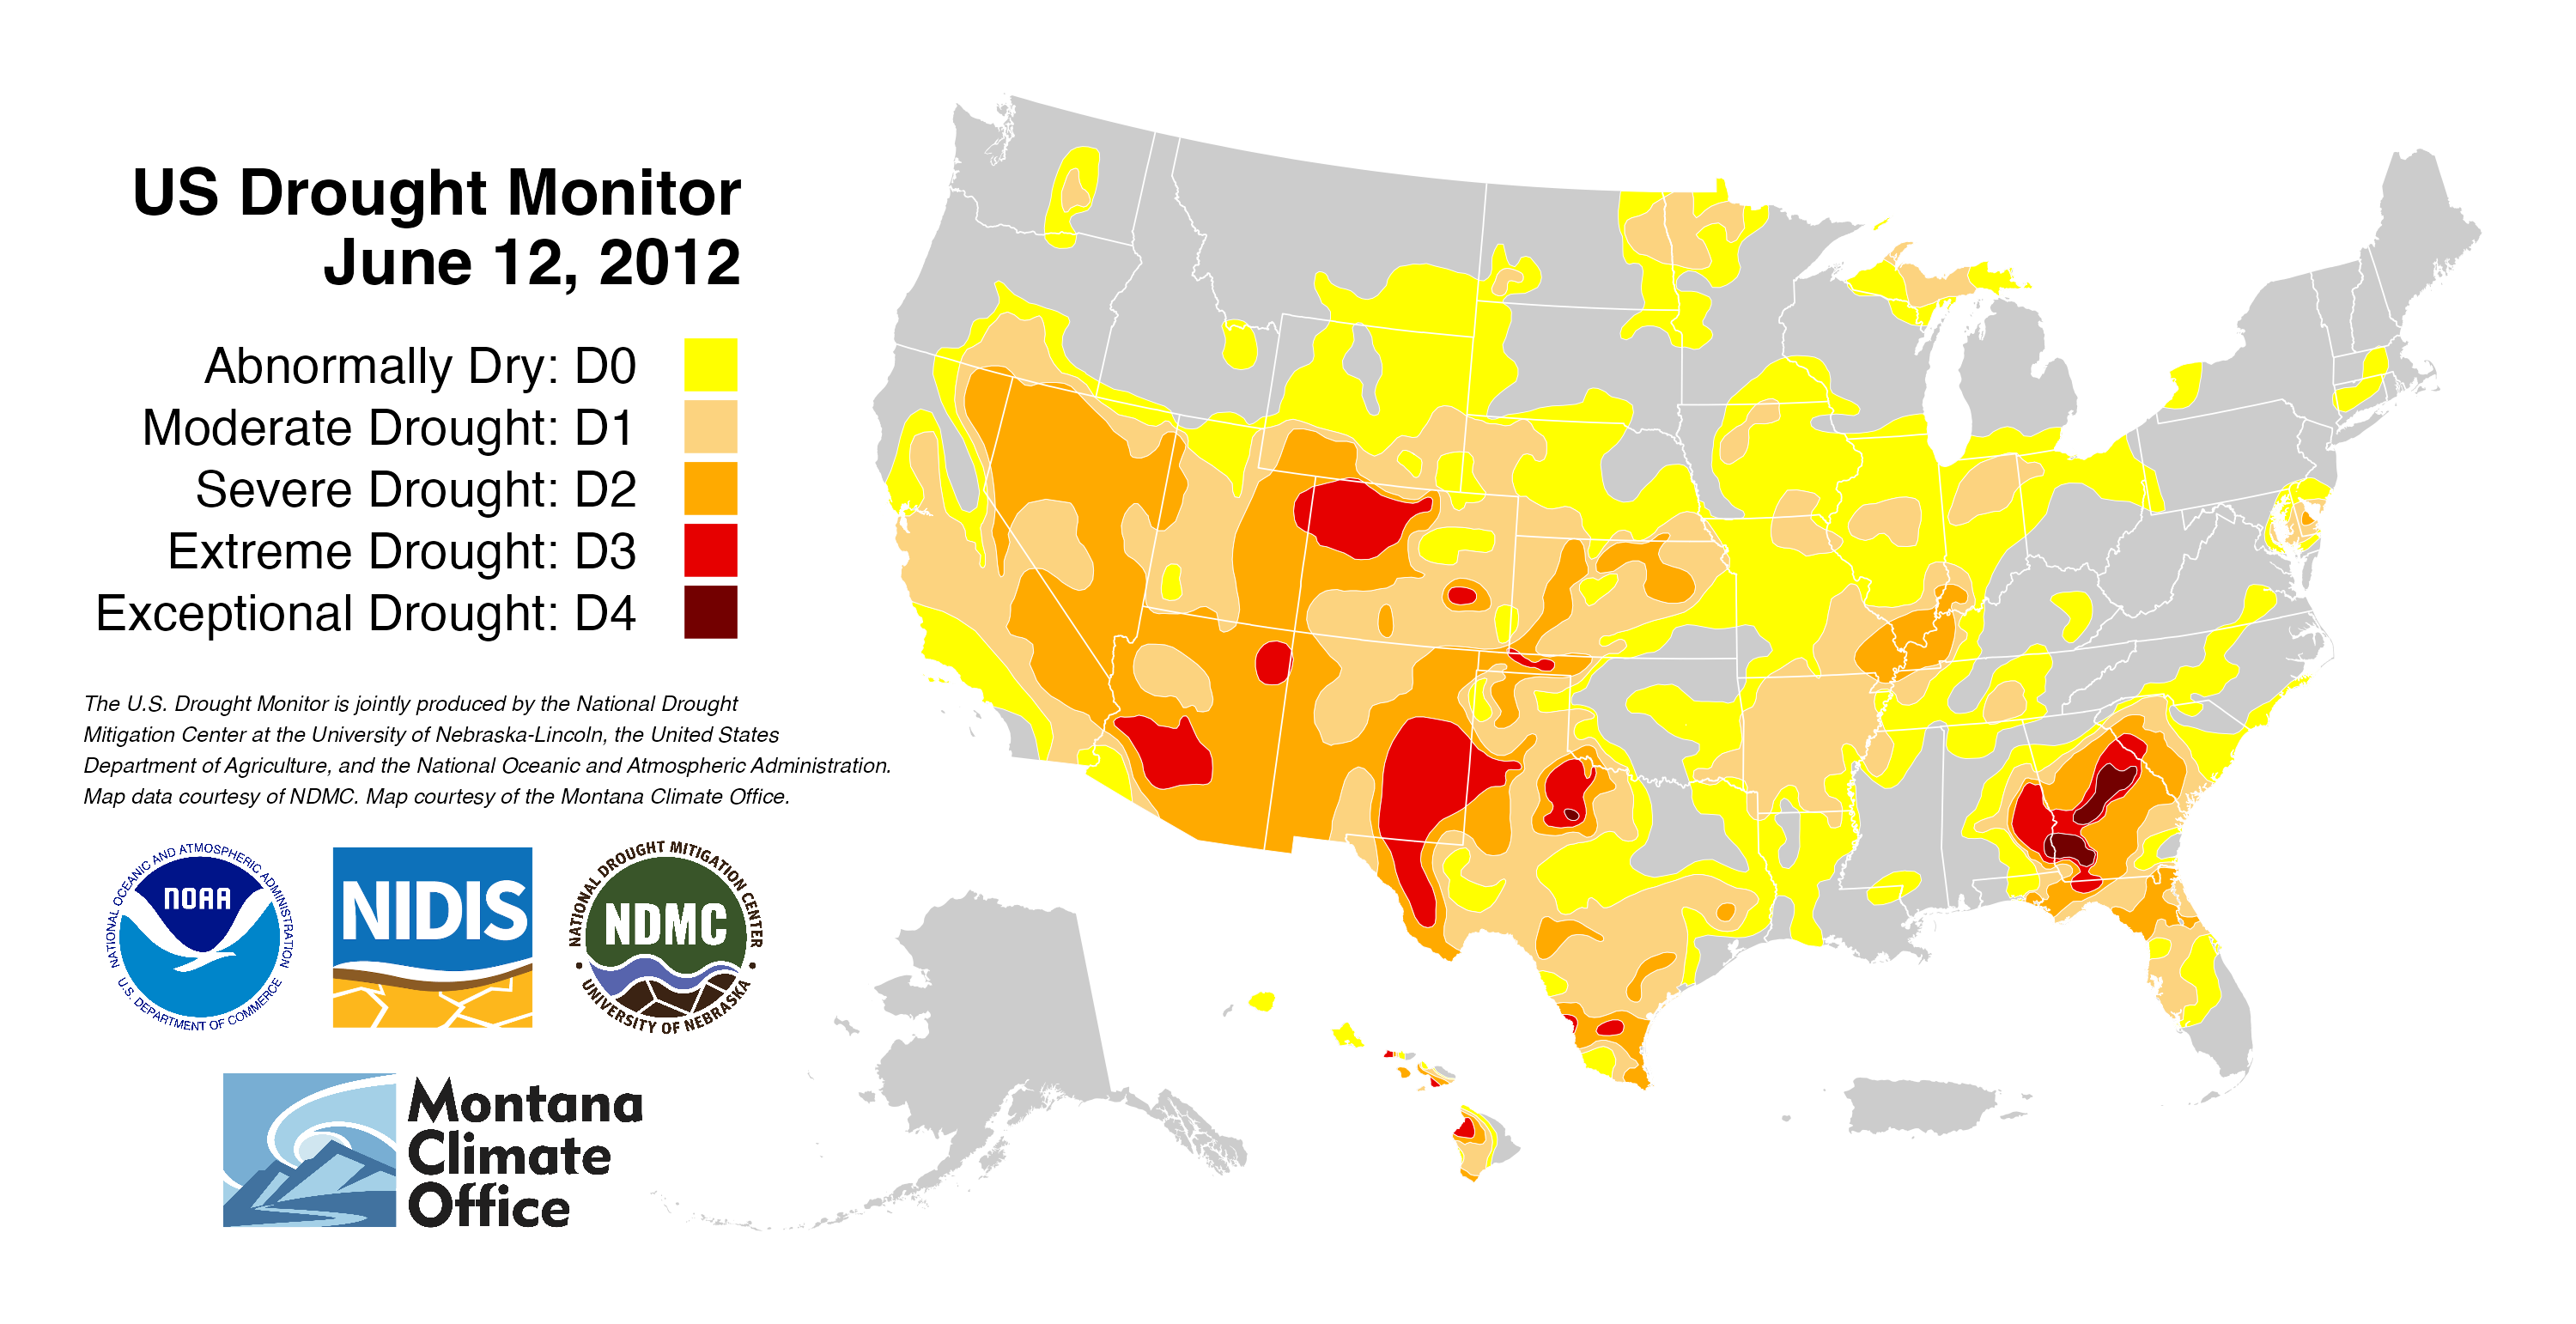 US Drought Monitor
June 12, 2012
Abnormally Dry: D0
Moderate Drought: D1
Severe Drought: D2
Extreme Drought: D3
Exceptional Drought: D4
The U.S. Drought Monitor is jointly produced by the National Drought
Mitigation Center at the University of Nebraska-Lincoln, the United States
Department of Agriculture, and the National Oceanic and Atmospheric Administration.
Map data courtesy of NDMC. Map courtesy of the Montana Climate Office.
NATIONAL OCEANIC AND ATMOSPHERIC ADMINISTRATION
NOAA
U.S. DEPARTMENT OF COMMERCE
NIDIS
NATIONAL DROUGHT MITIGATION CENTER
NDMC
UNIVERSITY OF NEBRASKA
Montana
Climate
Office